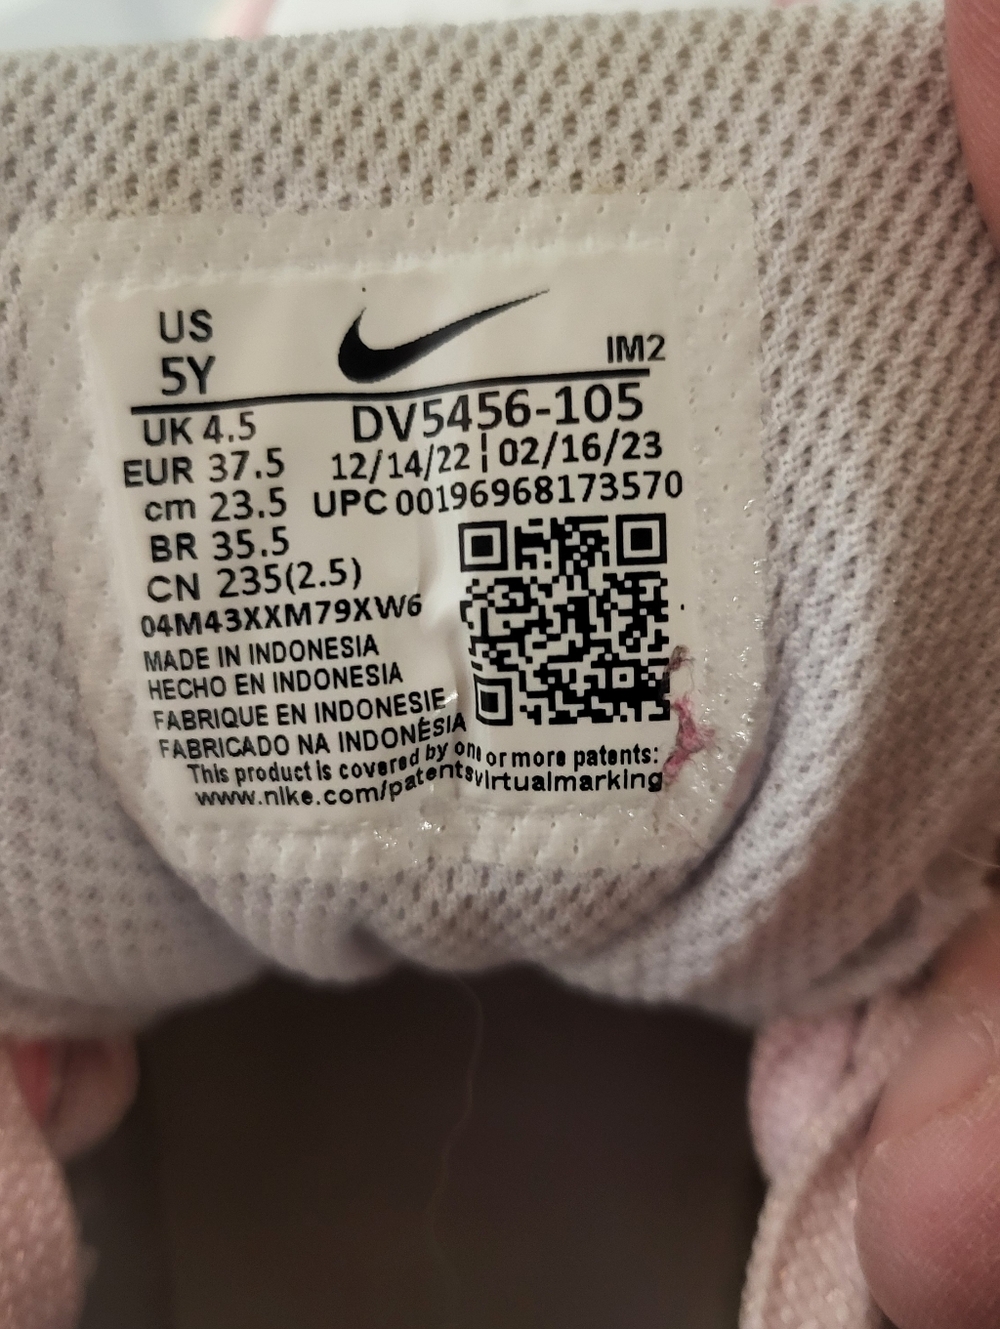 US
5Y
IM2
UK 4.5
DV5456-105
EUR 37.5
12/14/22 | 02/16/23
cm 23.5
UPC 00196968173570
BR 35.5
CN 235(2.5)
04M43XXM79XW6
MADE IN INDONESIA
HECHO EN INDONESIA
FABRIQUE EN INDONESIE
FABRICADO NA INDONÉSIA
This product is covered by one or more patents:
www.nike.com/patentsvirtualmarking